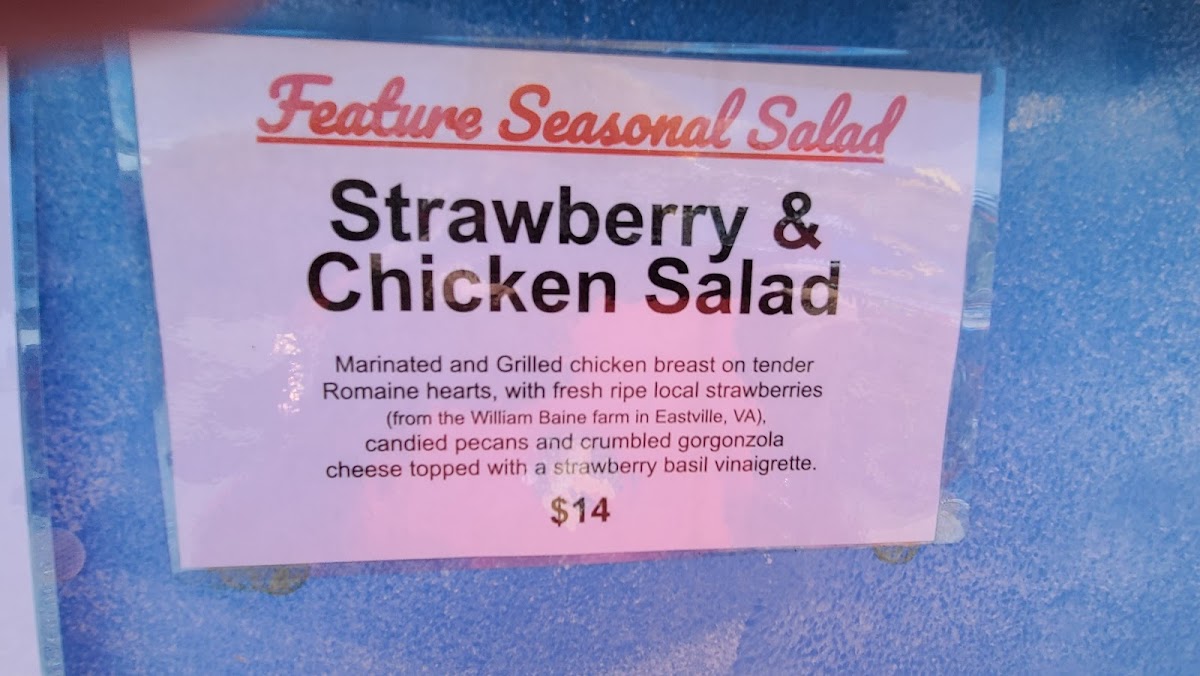 Feature Seasonal Salad
Strawberry &
Chicken Salad
Marinated and Grilled chicken breast on tender
Romaine hearts, with fresh ripe local strawberries
(from the William Baine farm in Eastville, VA),
candied pecans and crumbled gorgonzola
cheese topped with a strawberry basil vinaigrette.
$14